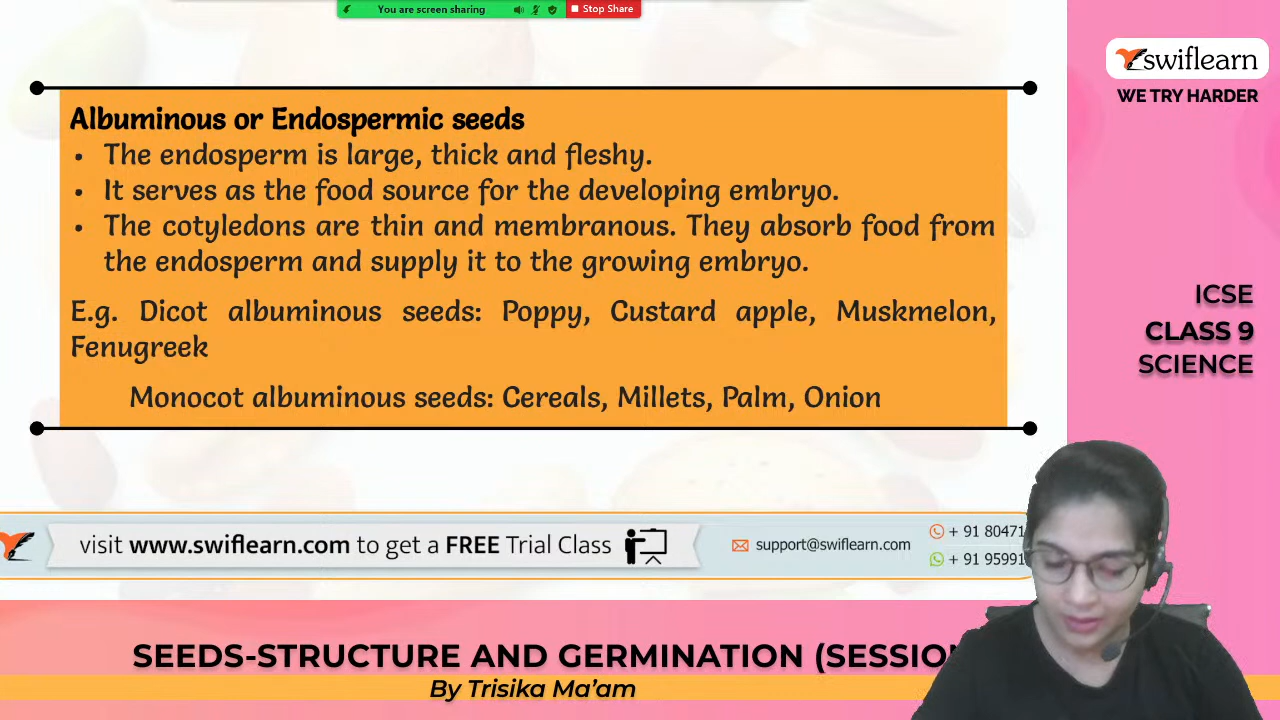 You are screen sharing
Stop Share
swiflearn
WE TRY HARDER
Albuminous or Endospermic seeds
• The endosperm is large, thick and fleshy.
• It serves as the food source for the developing embryo.
• The cotyledons are thin and membranous. They absorb food from
the endosperm and supply it to the growing embryo.
E.g. Dicot albuminous seeds: Poppy, Custard apple, Muskmelon,
Fenugreek
Monocot albuminous seeds: Cereals, Millets, Palm, Onion
ICSE
CLASS 9
SCIENCE
visit www.swiflearn.com to get a FREE Trial Class
support@swiflearn.com
+ 91 80471
+ 91 95991
SEEDS-STRUCTURE AND GERMINATION (SESSION
By Trisika Ma'am